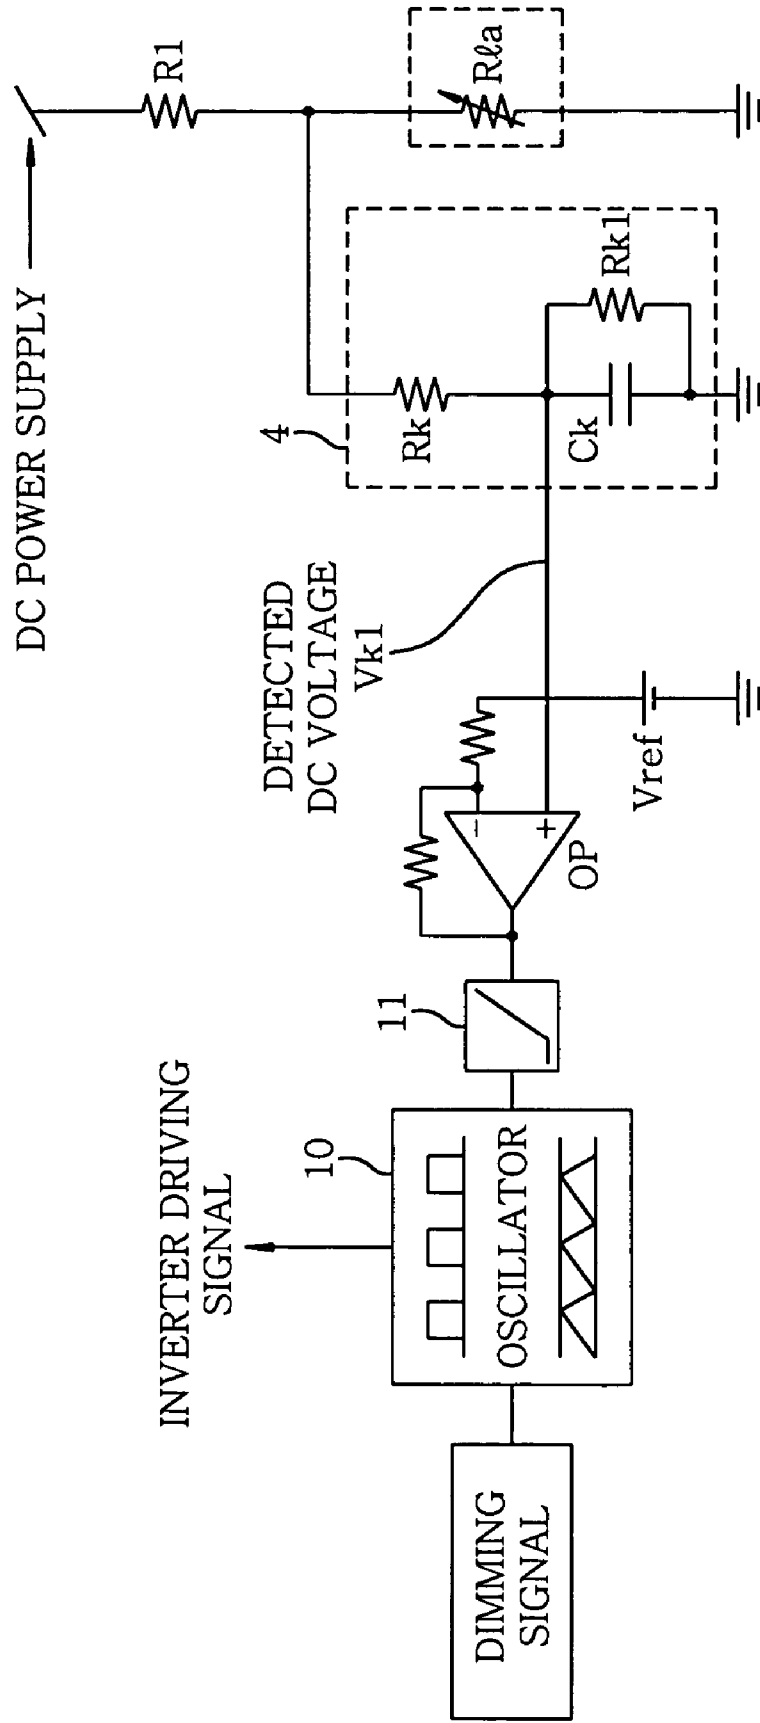 DC POWER SUPPLY
R1
Rℓa
4
Rk
Rk1
Ck
DETECTED
DC VOLTAGE
Vk1
Vref
-
+
OP
11
INVERTER DRIVING
SIGNAL
10
OSCILLATOR
DIMMING
SIGNAL